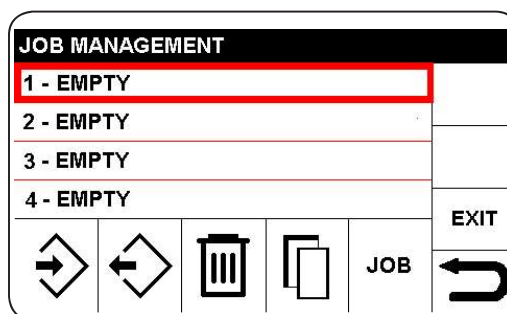 JOB MANAGEMENT
1 - EMPTY
2 - EMPTY
3 - EMPTY
4 - EMPTY
EXIT
JOB